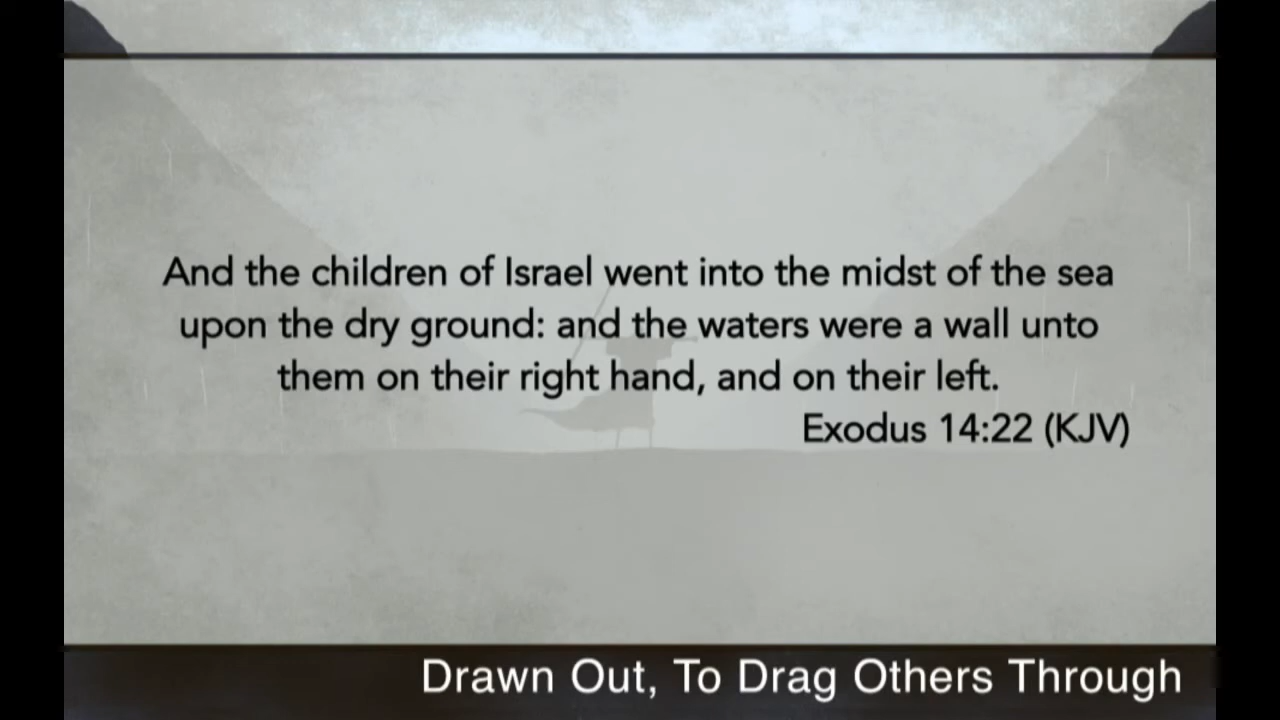 And the children of Israel went into the midst of the sea
upon the dry ground: and the waters were a wall unto
them on their right hand, and on their left.
Exodus 14:22 (KJV)
Drawn Out, To Drag Others Through